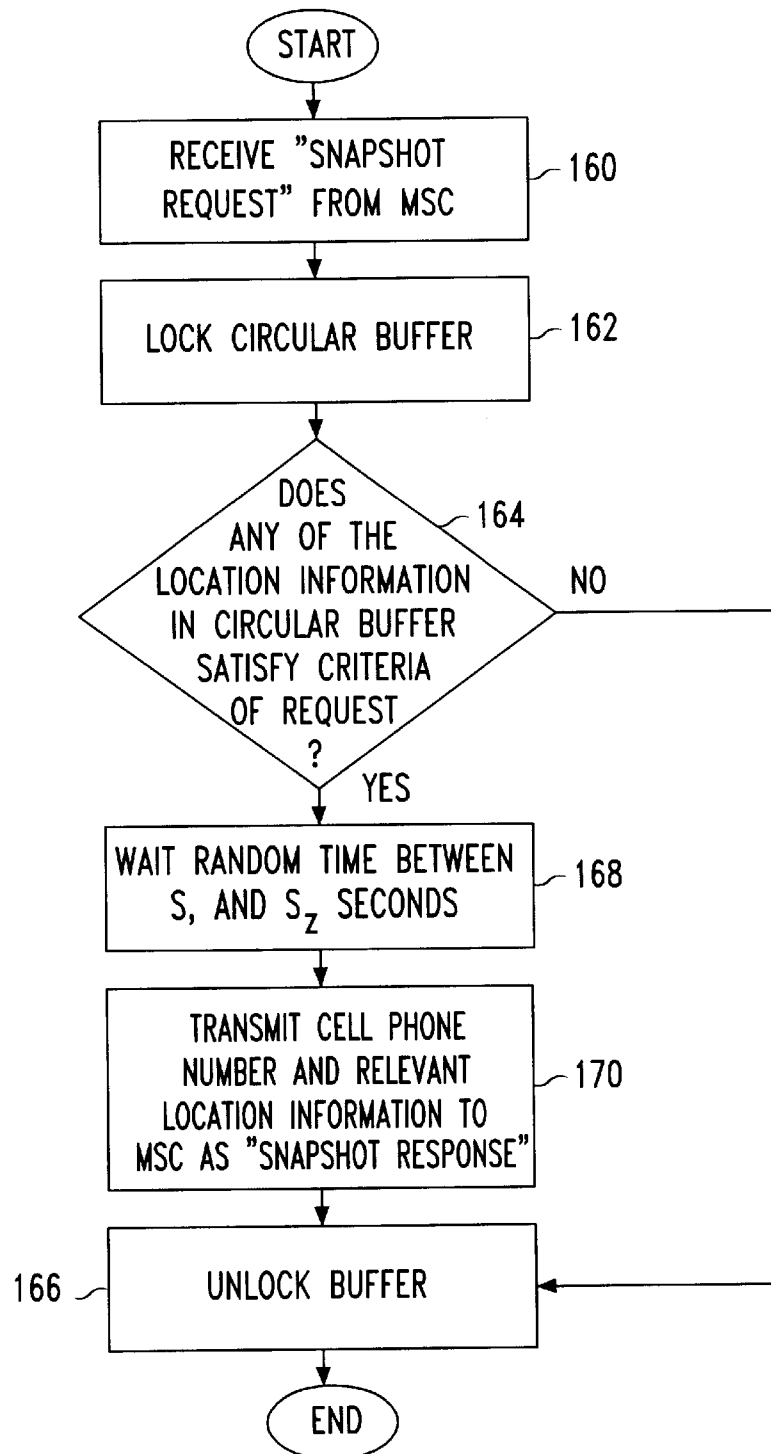 START
RECEIVE "SNAPSHOT
REQUEST" FROM MSC
160
LOCK CIRCULAR BUFFER
162
DOES
ANY OF THE
LOCATION INFORMATION
IN CIRCULAR BUFFER
SATISFY CRITERIA
OF REQUEST
?
164
NO
YES
WAIT RANDOM TIME BETWEEN
S, AND S_z SECONDS
168
TRANSMIT CELL PHONE
NUMBER AND RELEVANT
LOCATION INFORMATION TO
MSC AS "SNAPSHOT RESPONSE"
170
166
UNLOCK BUFFER
END